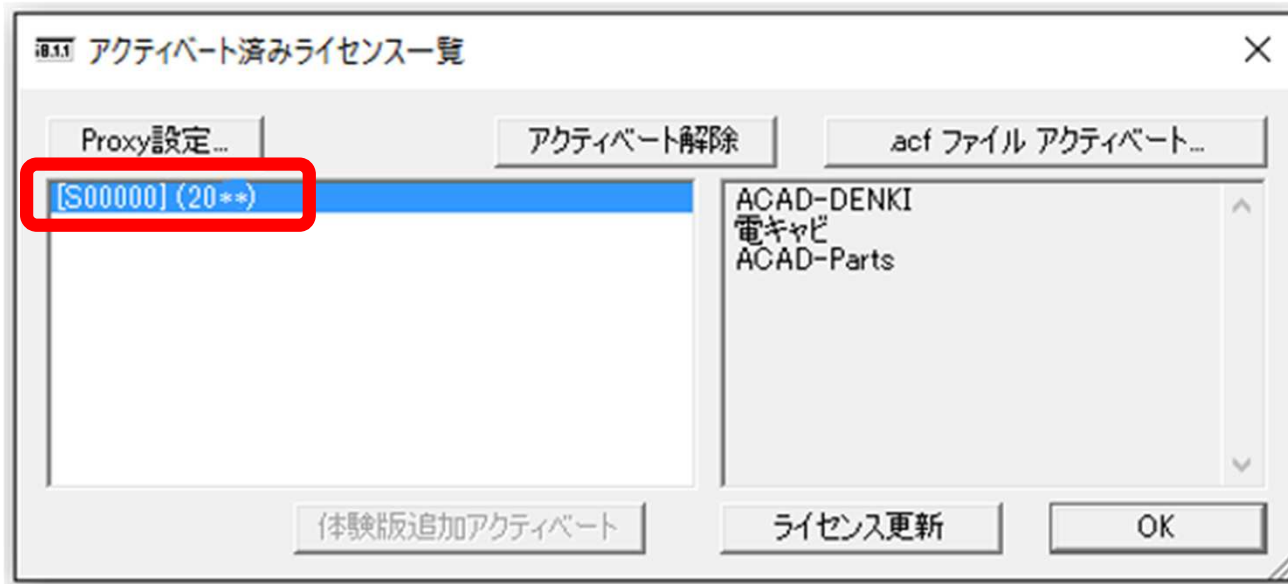 i8.1.1 アクティベート済みライセンス一覧
Proxy設定... アクティベート解除 .acf ファイル アクティベート...
[S00000] (20**)
ACAD-DENKI
電キャビ
ACAD-Parts
体験版追加アクティベート ライセンス更新 OK